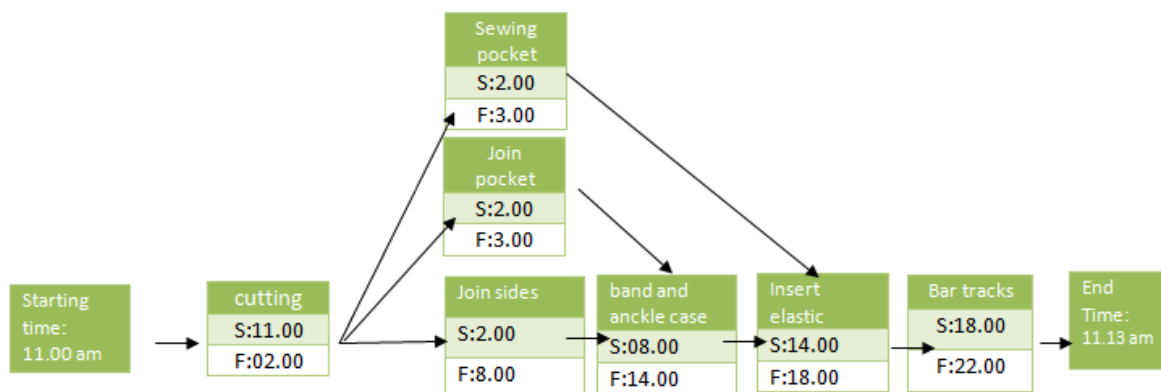 Sewing
pocket
S:2.00
F:3.00
Join
pocket
S:2.00
F:3.00
Starting
time:
11.00 am
cutting
S:11.00
F:02.00
Join sides
S:2.00
F:8.00
band and
anckle case
S:08.00
F:14.00
Insert
elastic
S:14.00
F:18.00
Bar tracks
S:18.00
F:22.00
End
Time:
11.13 am